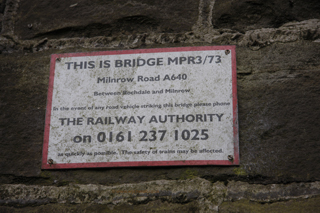 THIS IS BRIDGE MPR3/73
Milnrow Road A640
Between Rochdale and Milnrow
In the event of any road vehicle striking this bridge please phone
THE RAILWAY AUTHORITY
on 0161 237 1025
as quickly as possible. The safety of trains may be affected.